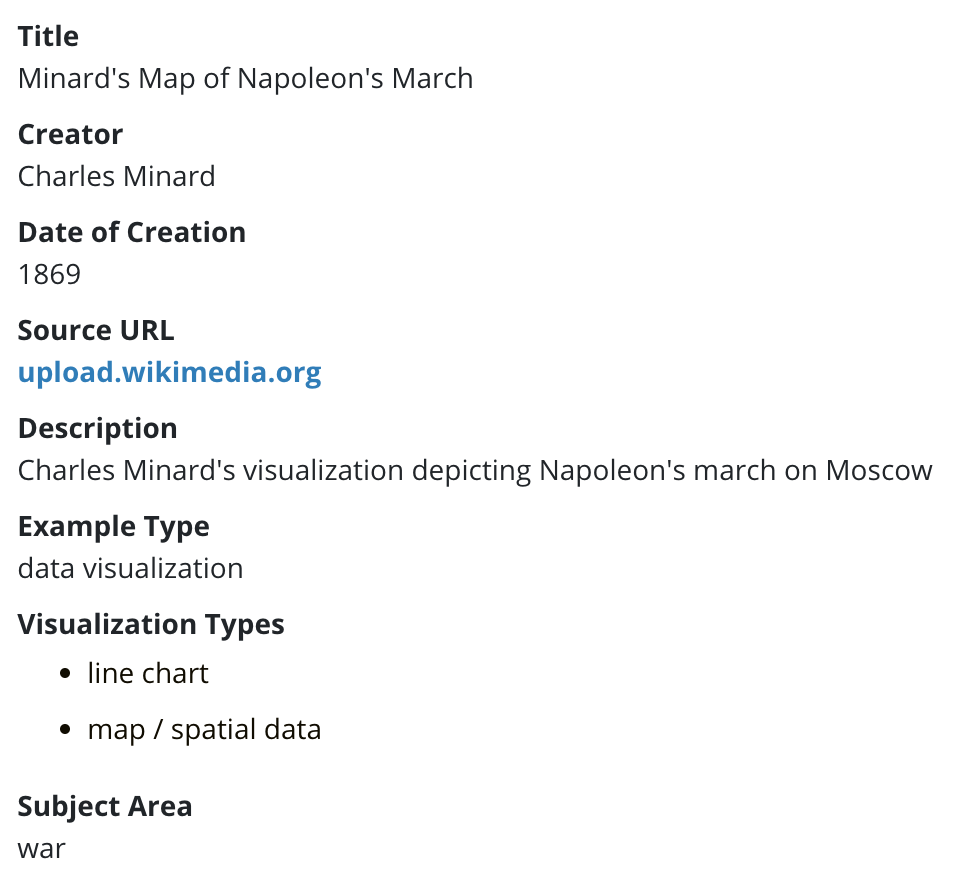 Title
Minard's Map of Napoleon's March
Creator
Charles Minard
Date of Creation
1869
Source URL
upload.wikimedia.org
Description
Charles Minard's visualization depicting Napoleon's march on Moscow
Example Type
data visualization
Visualization Types
• line chart
• map / spatial data
Subject Area
war